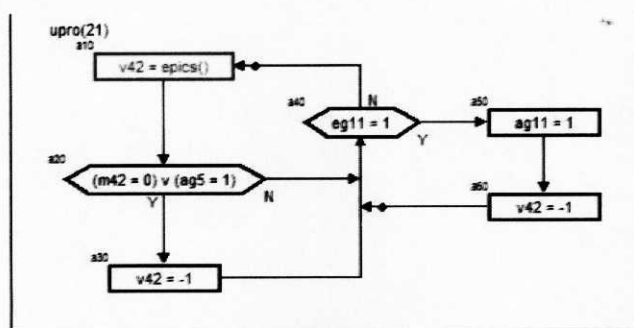 upro(21)
a10
v42 = epics()
a40
N
eg11 = 1
Y
a50
ag11 = 1
a20
(m42 = 0) v (ag5 = 1)
Y
N
a60
v42 = -1
a30
v42 = -1